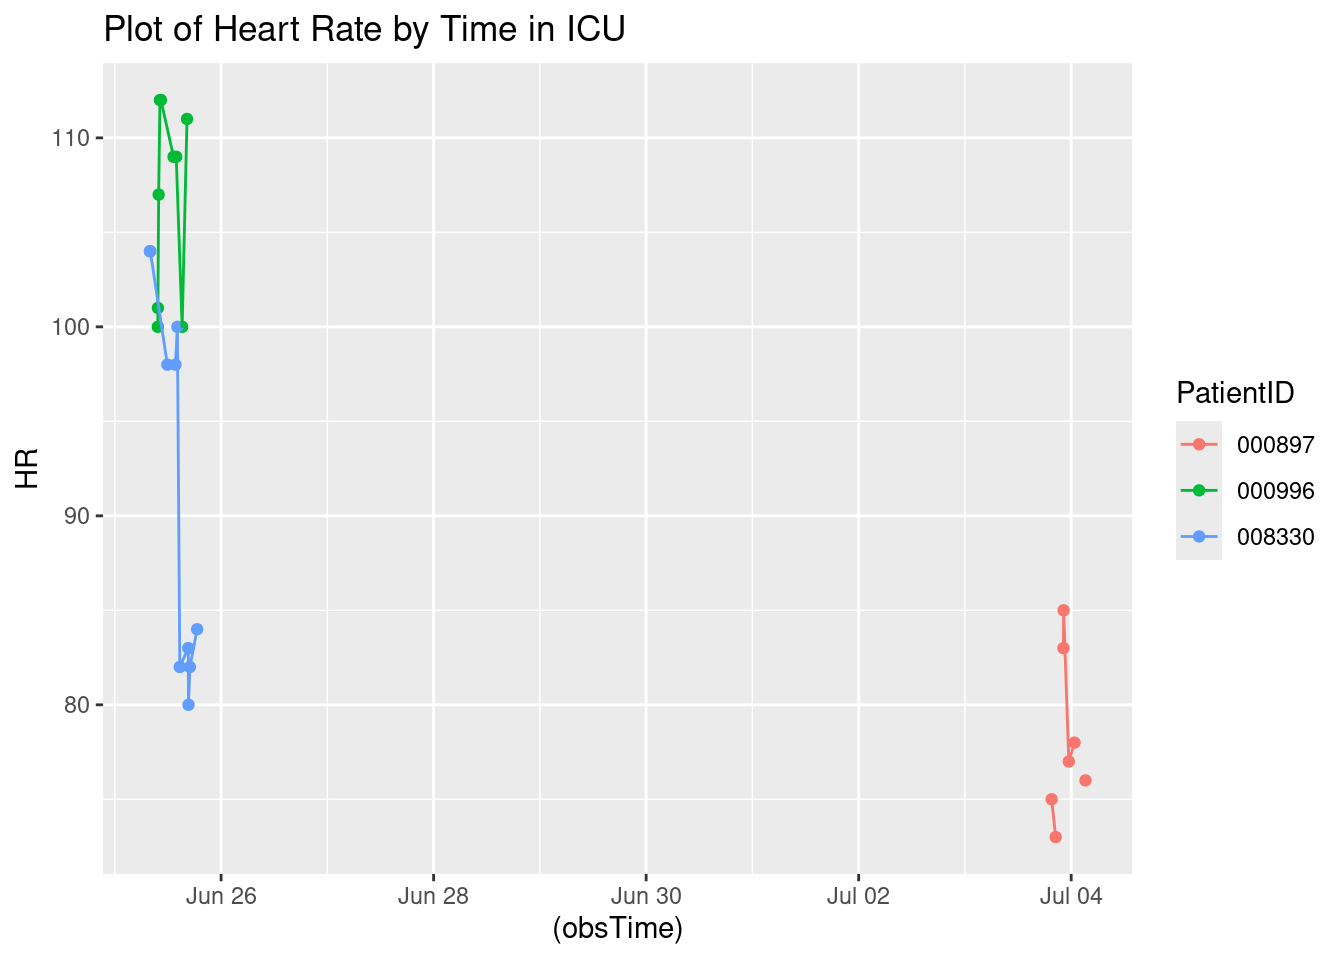 Plot of Heart Rate by Time in ICU
HR
110
100
90
80
Jun 26
Jun 28
Jun 30
Jul 02
Jul 04
(obsTime)
PatientID
000897
000996
008330